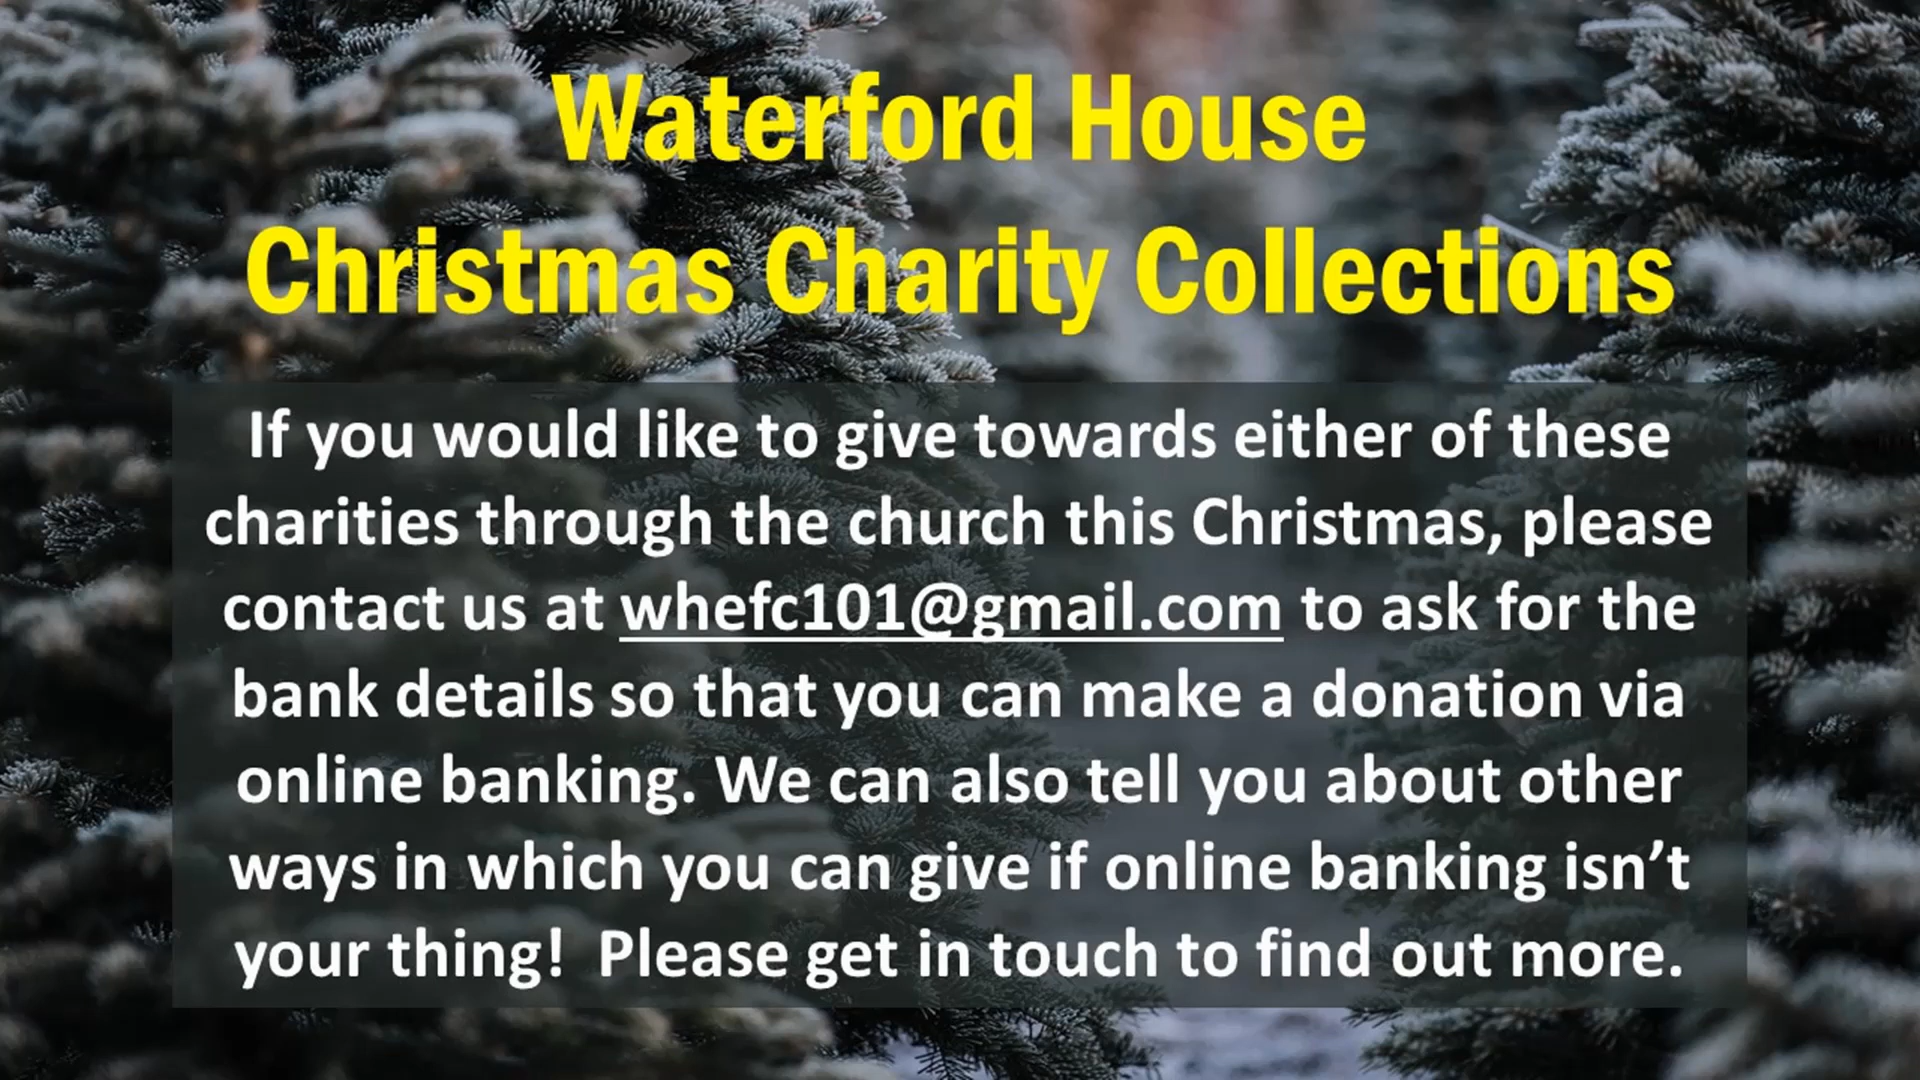 Waterford House
Christmas Charity Collections
If you would like to give towards either of these
charities through the church this Christmas, please
contact us at whefc101@gmail.com to ask for the
bank details so that you can make a donation via
online banking. We can also tell you about other
ways in which you can give if online banking isn’t
your thing!  Please get in touch to find out more.